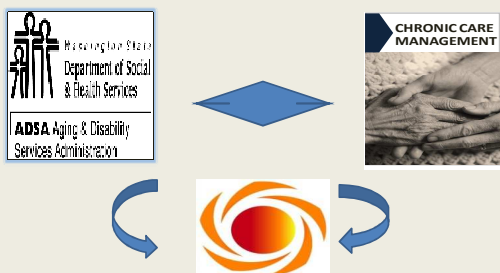 Washington State
Department of Social
& Health Services
ADSA Aging & Disability
Services Administration
CHRONIC CARE
MANAGEMENT